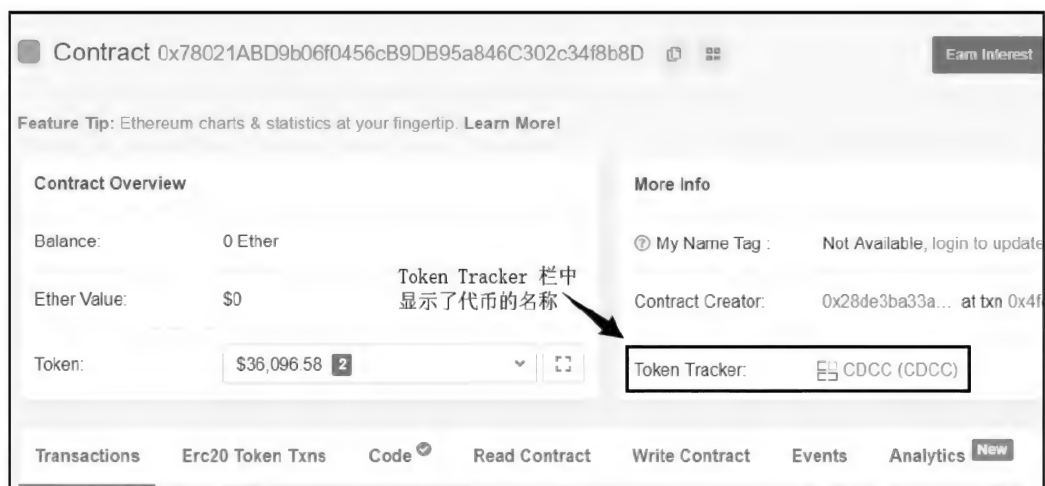 Contract 0x78021ABD9b06f0456cB9DB95a846C302c34f8b8D
Earn Interest
Feature Tip: Ethereum charts & statistics at your fingertip. Learn More!
Contract Overview
Balance: 0 Ether
Ether Value: $0
Token: $36,096.58 2
Token Tracker 栏中
显示了代币的名称
More Info
My Name Tag : Not Available, login to update
Contract Creator: 0x28de3ba33a... at txn 0x4f
Token Tracker: CDCC (CDCC)
Transactions Erc20 Token Txns Code Read Contract Write Contract Events Analytics New